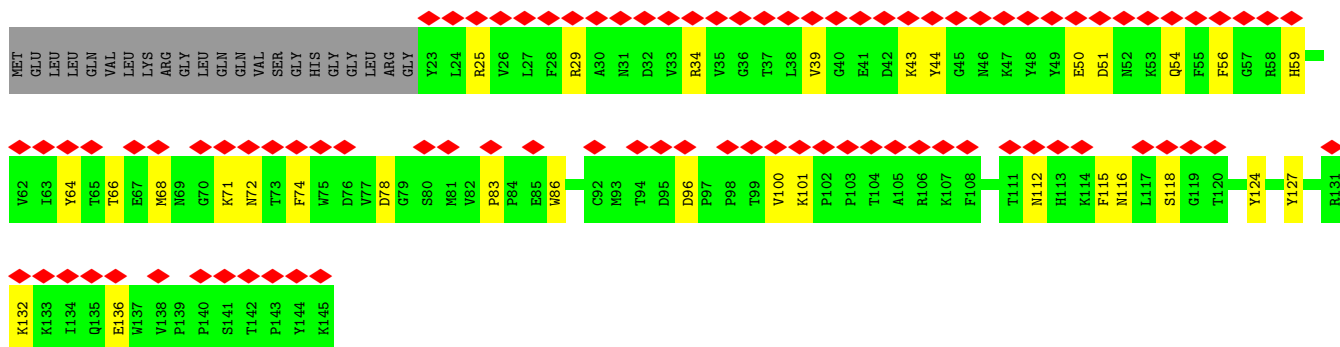 MET GLU LEU LEU GLN VAL LEU LYS ARG GLY LEU GLN GLN VAL SER GLY HIS GLY GLY LEU ARG GLY Y23 L24 R25 V26 L27 F28 R29 A30 N31 D32 V33 R34 V35 G36 T37 L38 V39 G40 E41 D42 K43 Y44 G45 N46 K47 Y48 Y49 E50 D51 N52 K53 Q54 F55 F56 G57 R58 H59
V62 I63 Y64 T65 T66 E67 M68 N69 G70 K71 N72 T73 F74 W75 D76 V77 D78 G79 S80 M81 V82 P83 P84 E85 W86 C92 M93 T94 D95 D96 P97 P98 T99 V100 K101 P102 P103 T104 A105 R106 K107 F108 T111 N112 H113 K114 F115 N116 L117 S118 G119 T120 Y124 Y127 R131
K132 K133 I134 Q135 E136 W137 V138 P139 P140 S141 T142 P143 Y144 K145